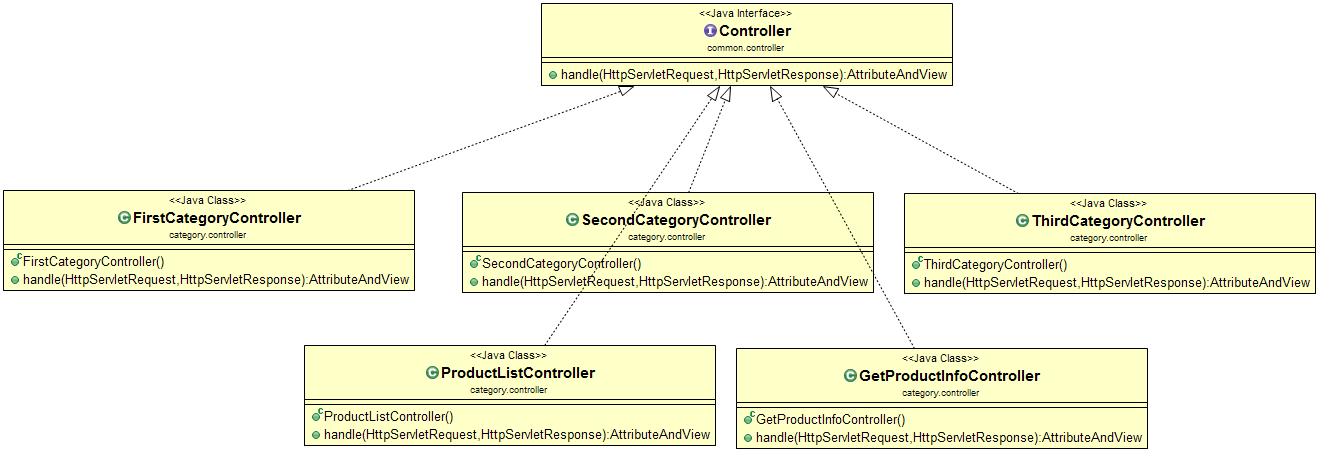 <<Java Interface>>
Controller
common.controller
handle(HttpServletRequest,HttpServletResponse):AttributeAndView
<<Java Class>>
FirstCategoryController
category.controller
FirstCategoryController()
handle(HttpServletRequest,HttpServletResponse):AttributeAndView
<<Java Class>>
SecondCategoryController
category.controller
SecondCategoryController()
handle(HttpServletRequest,HttpServletResponse):AttributeAndView
<<Java Class>>
ThirdCategoryController
category.controller
ThirdCategoryController()
handle(HttpServletRequest,HttpServletResponse):AttributeAndView
<<Java Class>>
ProductListController
category.controller
ProductListController()
handle(HttpServletRequest,HttpServletResponse):AttributeAndView
<<Java Class>>
GetProductInfoController
category.controller
GetProductInfoController()
handle(HttpServletRequest,HttpServletResponse):AttributeAndView